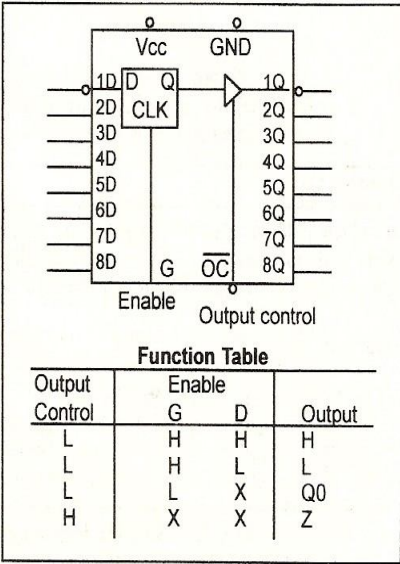 Vcc GND
1D D Q 1Q
2D CLK 2Q
3D 3Q
4D 4Q
5D 5Q
6D 6Q
7D 7Q
8D G OC 8Q
Enable
Output control
Function Table
Output Enable
Control G D Output
L H H H
L H L L
L L X Q0
H X X Z